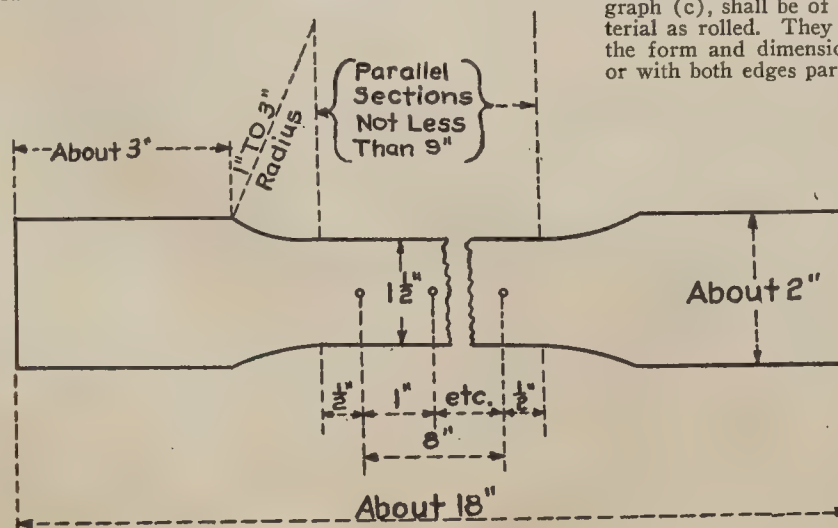 graph (c), shall be of
terial as rolled. They
the form and dimensio
or with both edges par
Parallel
Sections
Not Less
Than 9"
1" TO 3"
Radius
About 3"
1 1/2"
About 2"
1/2"
1"
etc.
1/2"
8"
About 18"